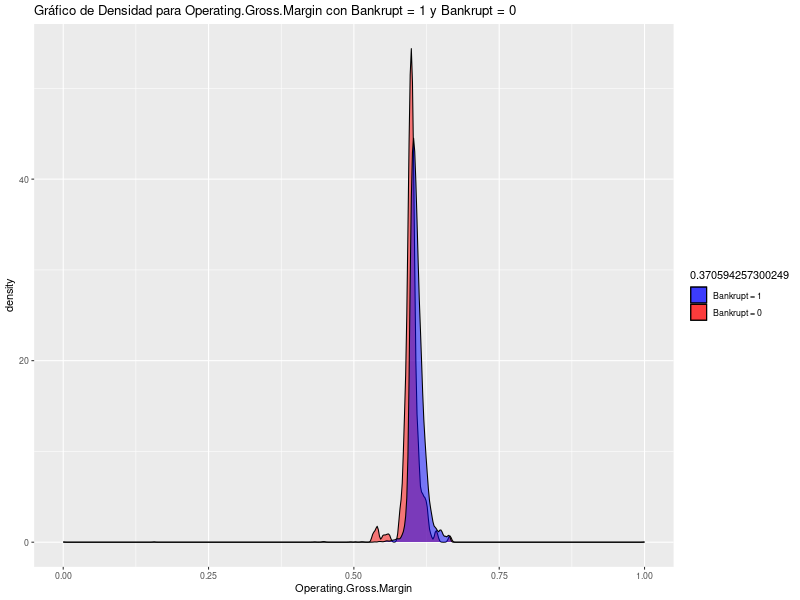 Gráfico de Densidad para Operating.Gross.Margin con Bankrupt = 1 y Bankrupt = 0
density
40
20
0
0.00
0.25
0.50
0.75
1.00
Operating.Gross.Margin
0.370594257300249
Bankrupt = 1
Bankrupt = 0